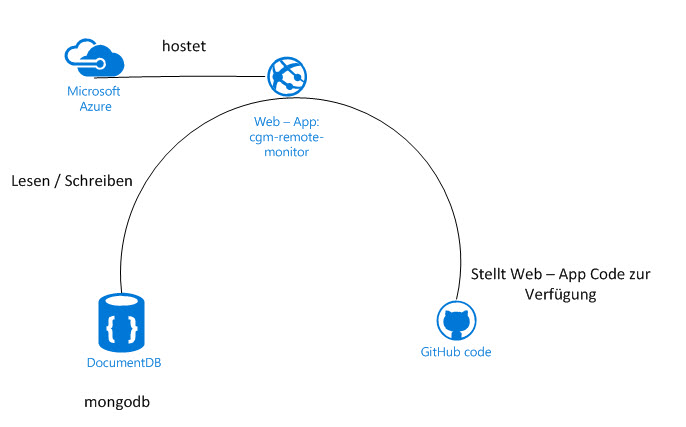 hostet
Microsoft
Azure
Web – App:
cgm-remote-
monitor
Lesen / Schreiben
Stellt Web – App Code zur
Verfügung
{ }
DocumentDB
GitHub code
mongodb